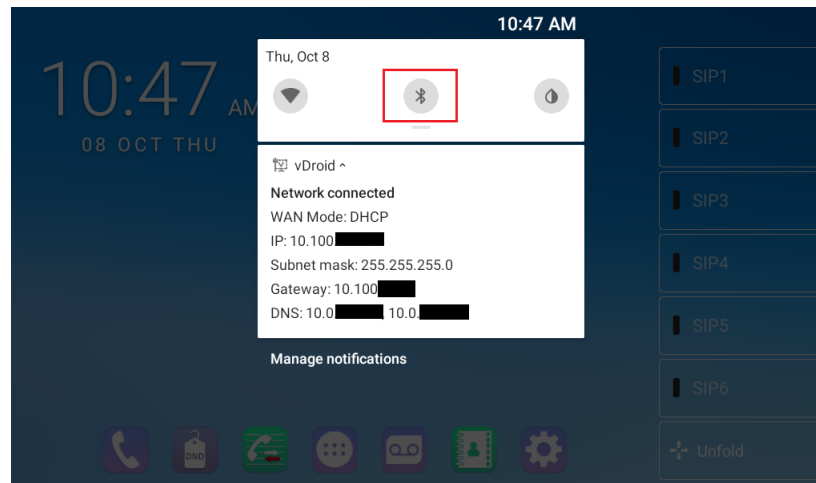 10:47 AM
Thu, Oct 8
10:47 AM
08 OCT THU
vDroid
Network connected
WAN Mode: DHCP
IP: 10.100
Subnet mask: 255.255.255.0
Gateway: 10.100
DNS: 10.0. , 10.0.
Manage notifications
DND
SIP1
SIP2
SIP3
SIP4
SIP5
SIP6
Unfold